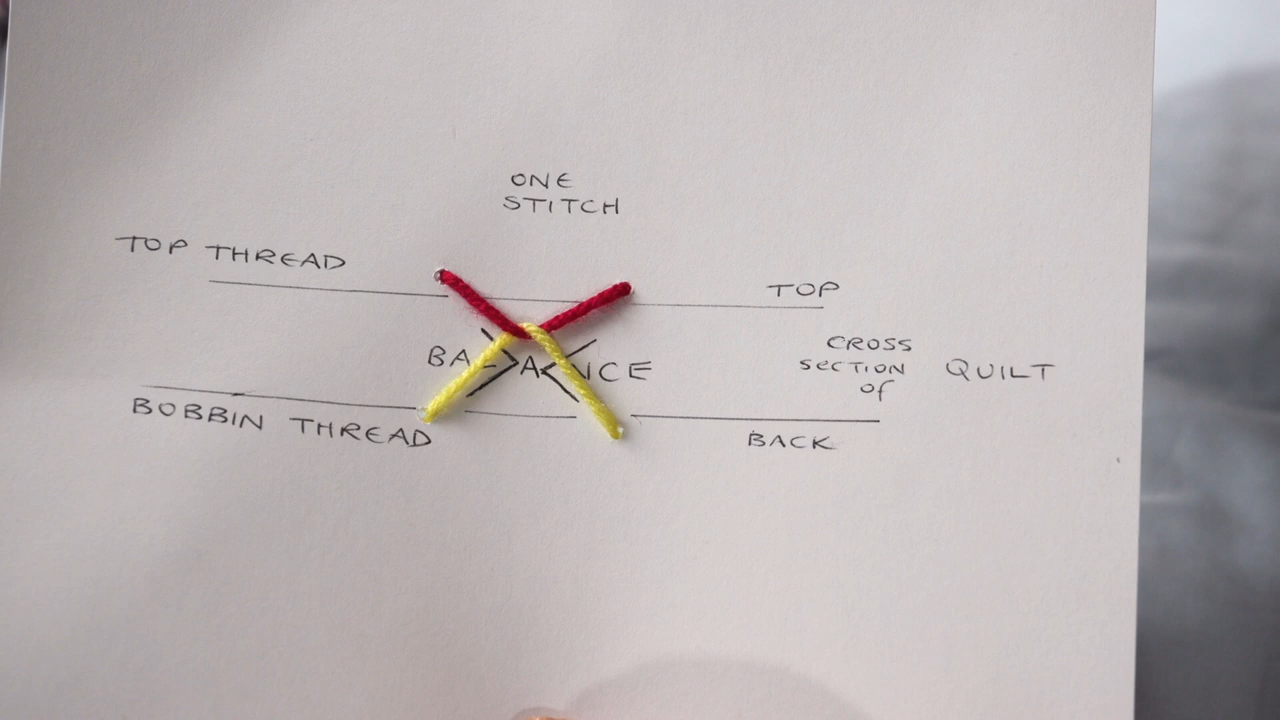 ONE
STITCH
TOP THREAD
TOP
CROSS
SECTION
OF
QUILT
BOBBIN THREAD
BACK